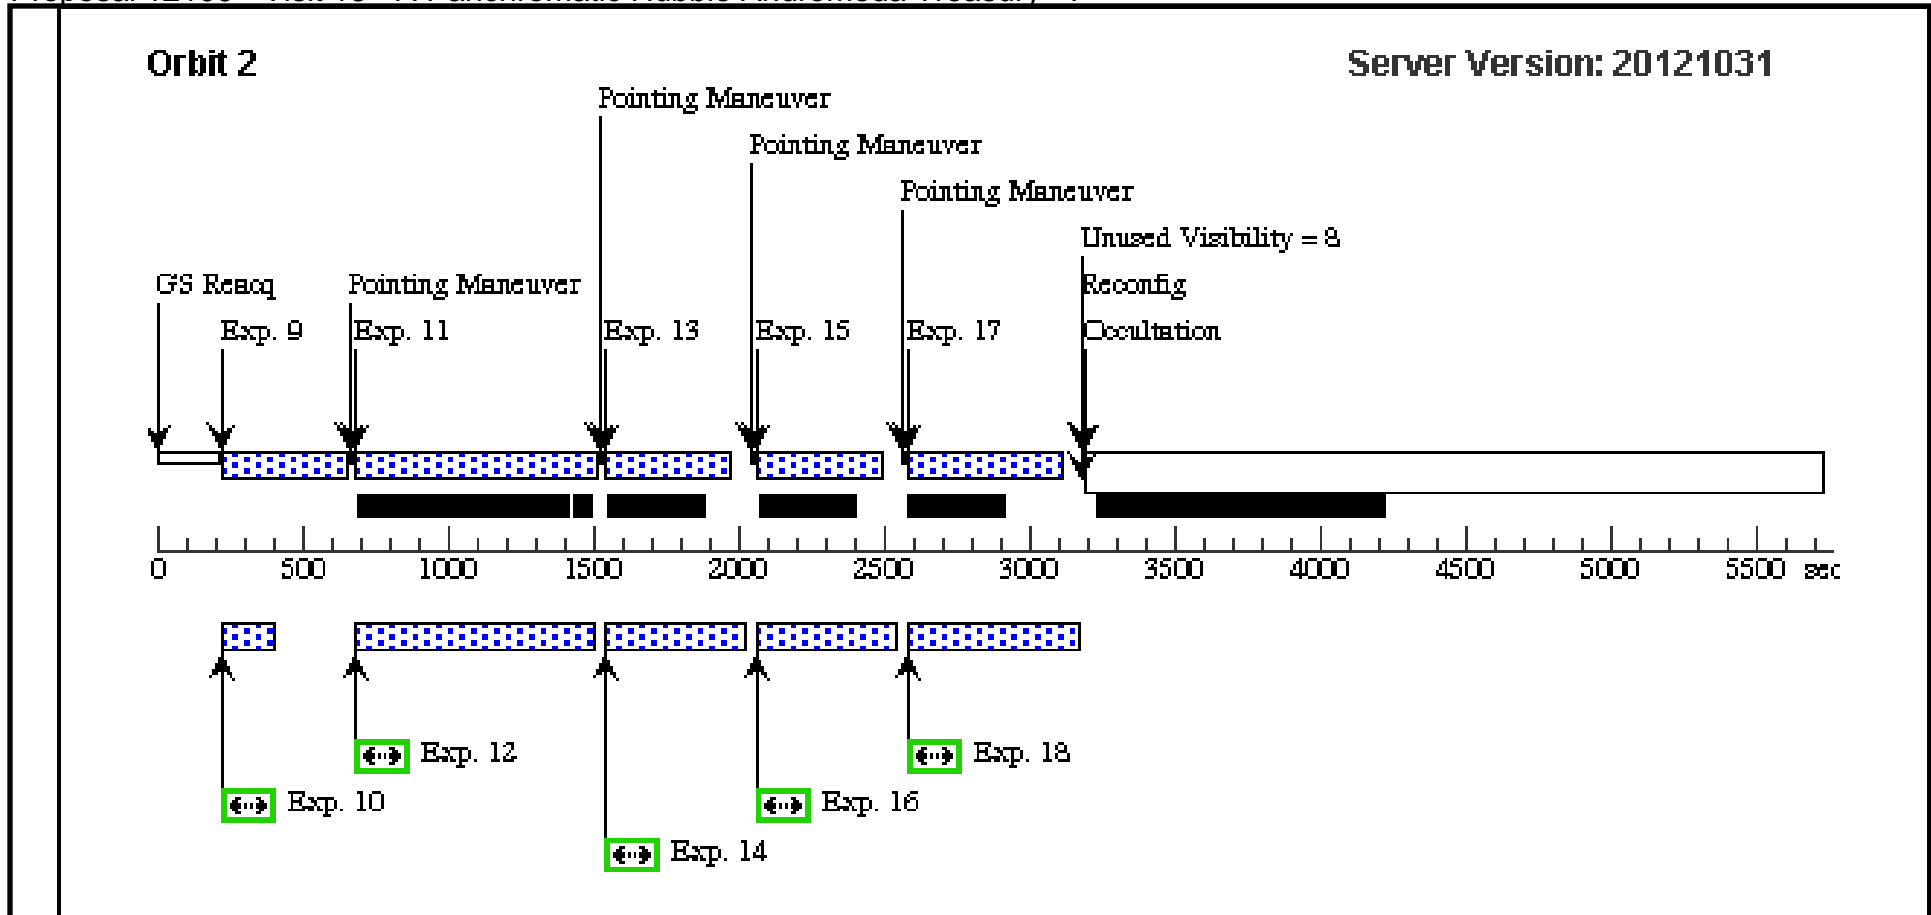 Orbit 2
Server Version: 20121031
Pointing Maneuver
Pointing Maneuver
Pointing Maneuver
Unused Visibility = 8
GS Reacq
Pointing Maneuver
Reconfig
Exp. 9
Exp. 11
Exp. 13
Exp. 15
Exp. 17
Occultation
0 500 1000 1500 2000 2500 3000 3500 4000 4500 5000 5500 sec
Exp. 12
Exp. 18
Exp. 10
Exp. 16
Exp. 14